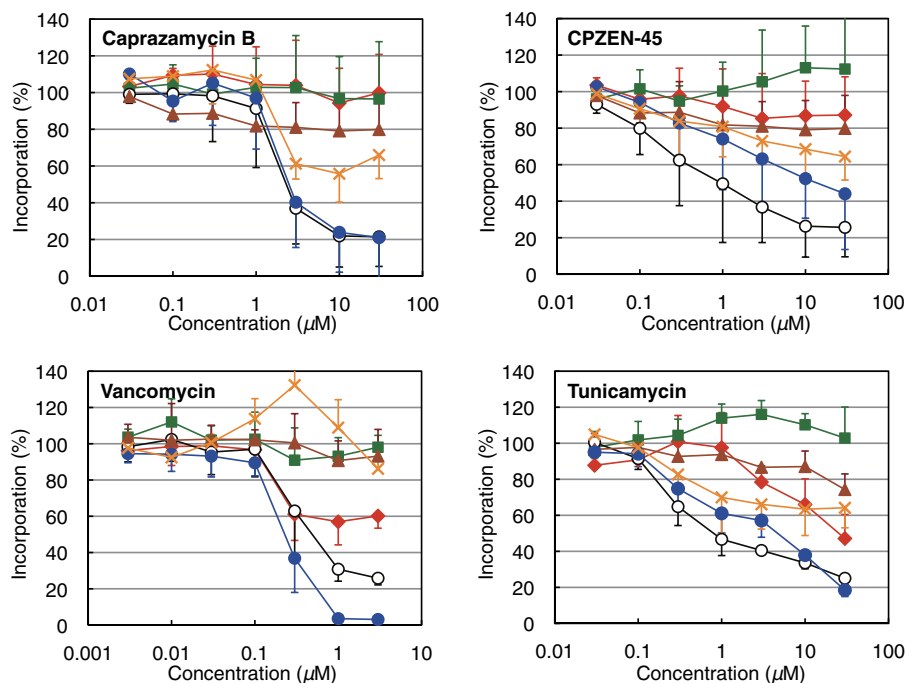 Caprazamycin B
Incorporation (%)
140
120
100
80
60
40
20
0
0.01 0.1 1 10 100
Concentration (µM)
CPZEN-45
Incorporation (%)
140
120
100
80
60
40
20
0
0.01 0.1 1 10 100
Concentration (µM)
Vancomycin
Incorporation (%)
140
120
100
80
60
40
20
0
0.001 0.01 0.1 1 10
Concentration (µM)
Tunicamycin
Incorporation (%)
140
120
100
80
60
40
20
0
0.01 0.1 1 10 100
Concentration (µM)